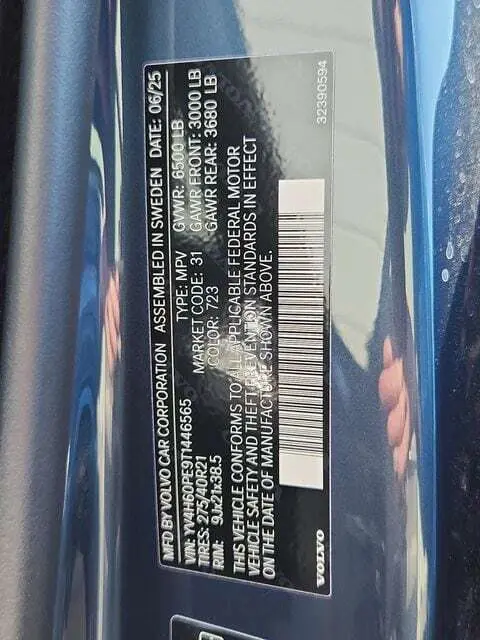 MFD BY VOLVO CAR CORPORATION ASSEMBLED IN SWEDEN DATE: 06/25
VIN: YV4H60PE9T1446565 TYPE: MPV GVWR: 6500 LB
TIRES: 275/40R21 MARKET CODE: 31 GAWR FRONT: 3000 LB
RIM: 9Jx21x38.5 COLOR: 723 GAWR REAR: 3680 LB
THIS VEHICLE CONFORMS TO ALL APPLICABLE FEDERAL MOTOR
VEHICLE SAFETY AND THEFT PREVENTION STANDARDS IN EFFECT
ON THE DATE OF MANUFACTURE SHOWN ABOVE.
VOLVO 32390594